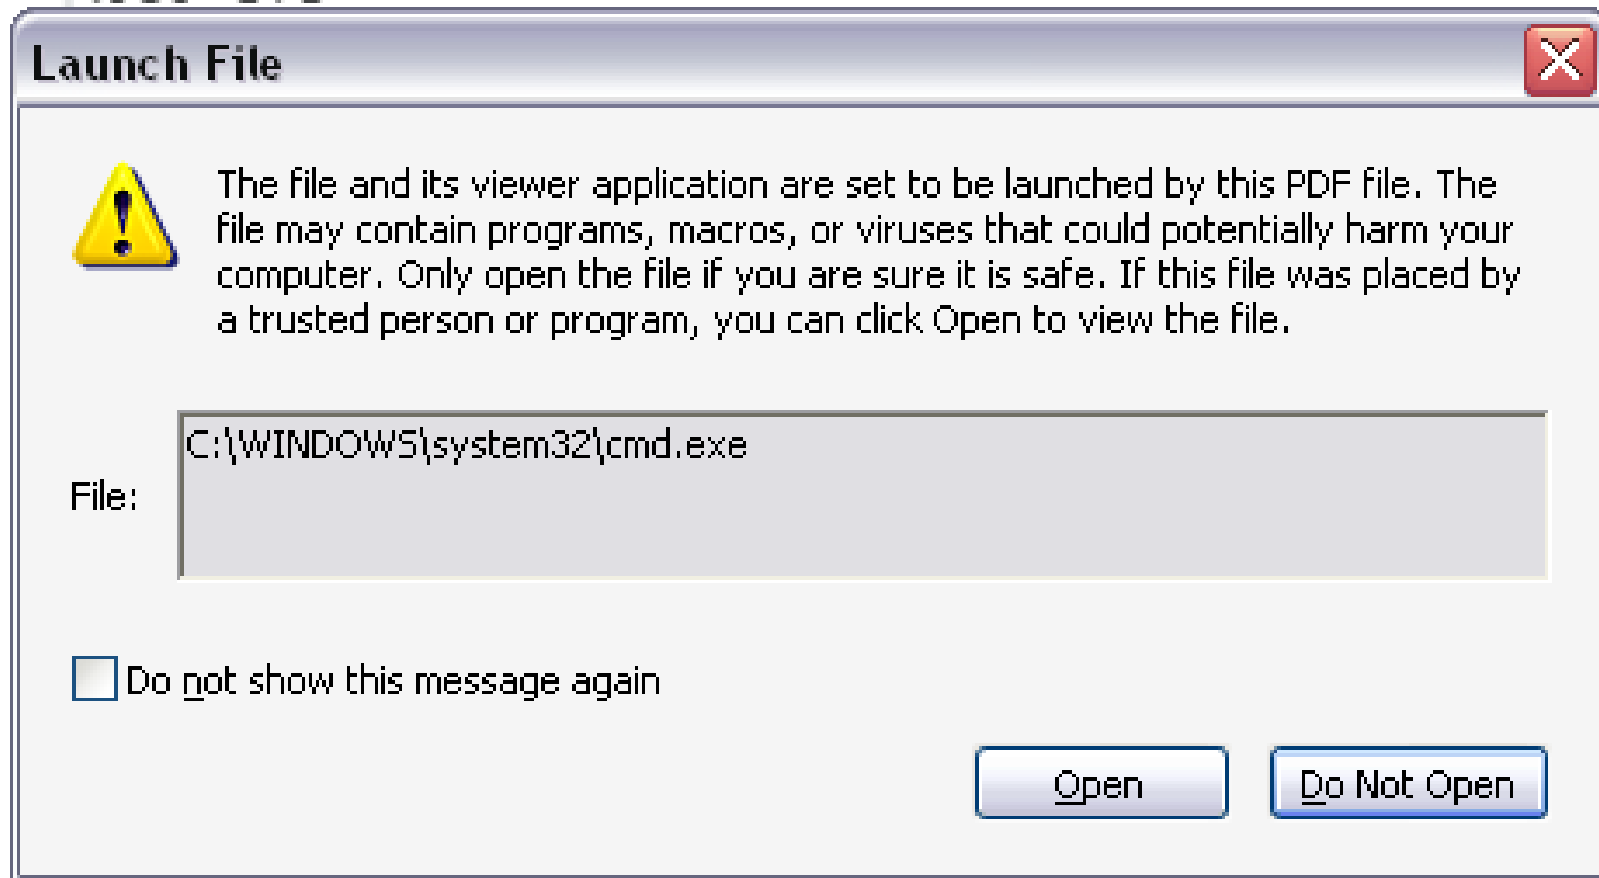 Launch File
The file and its viewer application are set to be launched by this PDF file. The
file may contain programs, macros, or viruses that could potentially harm your
computer. Only open the file if you are sure it is safe. If this file was placed by
a trusted person or program, you can click Open to view the file.
C:\WINDOWS\system32\cmd.exe
File:
Do not show this message again
Open
Do Not Open